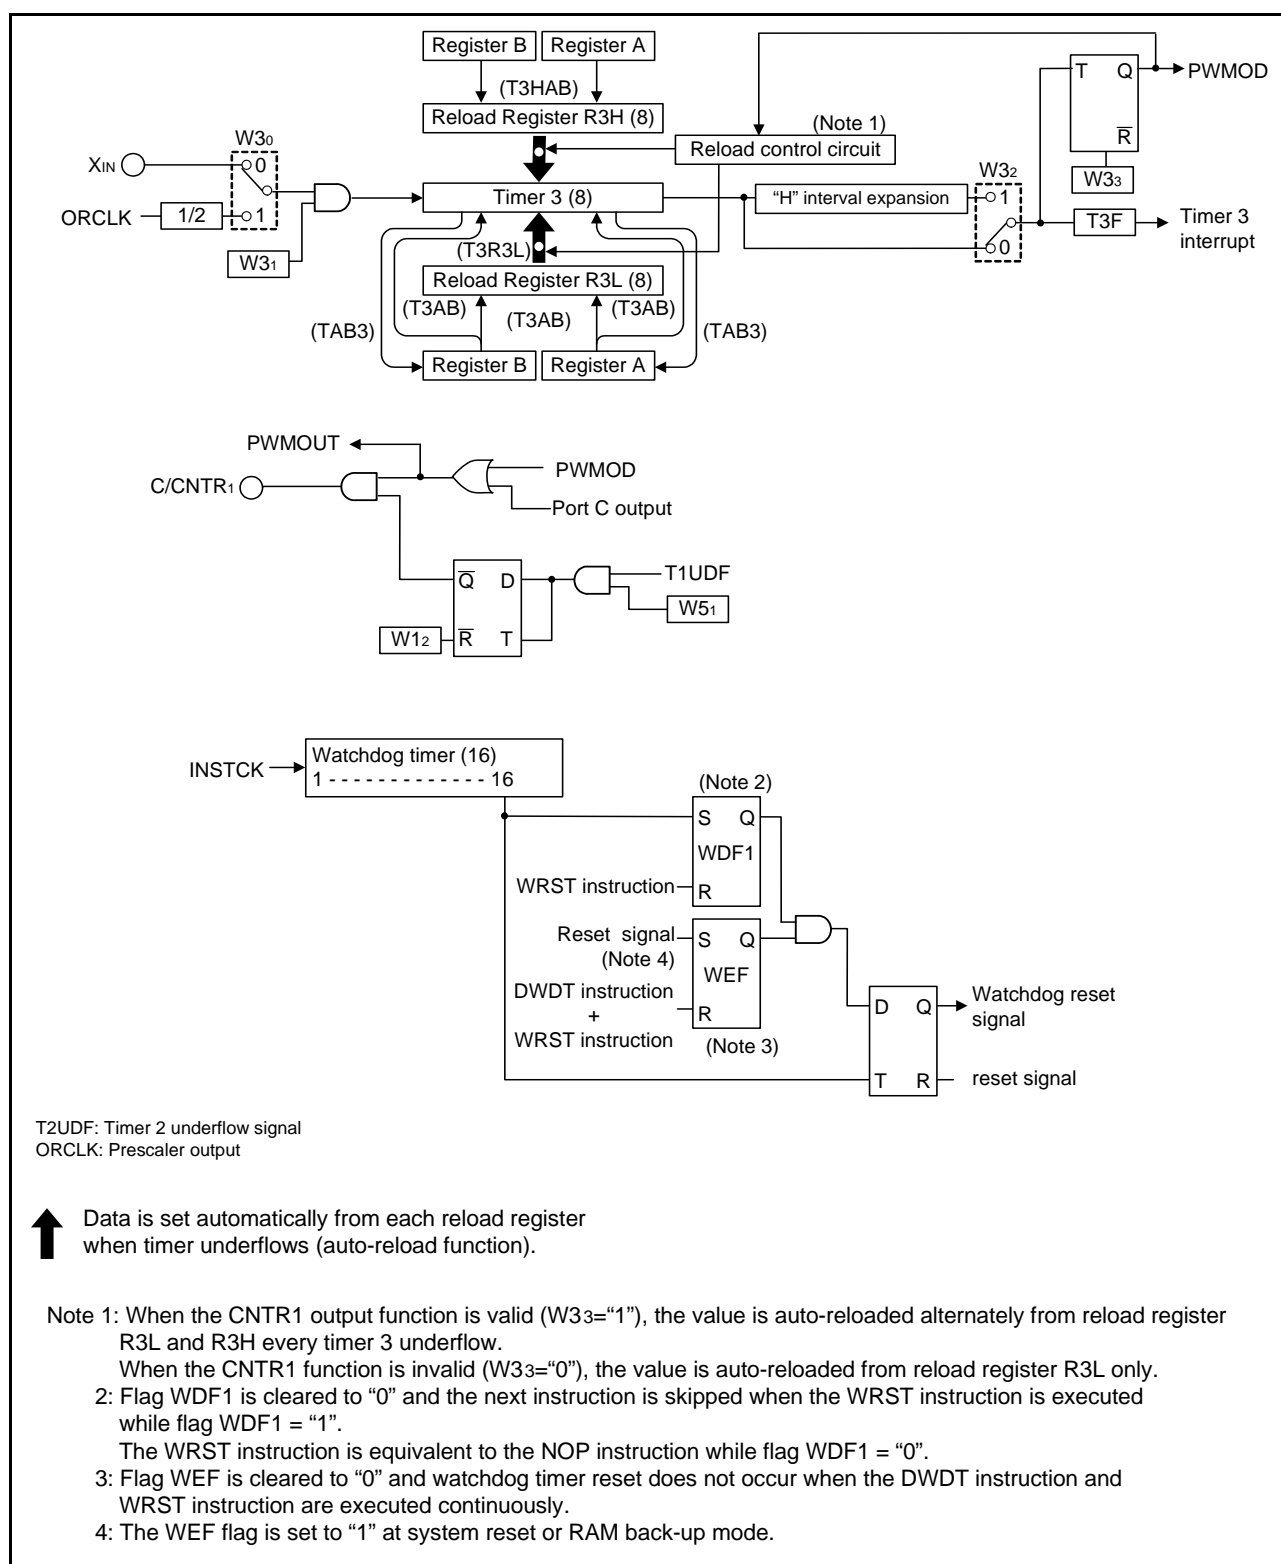 Register B Register A
(T3HAB)
Reload Register R3H (8)
T Q PWMOD
R
W33
(Note 1)
Reload control circuit
W30
XIN 0
ORCLK 1/2 1
W31
Timer 3 (8)
"H" interval expansion
W32
1
0
T3F Timer 3
interrupt
(T3R3L)
Reload Register R3L (8)
(T3AB) (T3AB) (T3AB)
(TAB3) (TAB3)
Register B Register A
PWMOUT
PWMOD
C/CNTR1
Port C output
Q D
R T
W12
T1UDF
W51
INSTCK
Watchdog timer (16)
1 - - - - - - - - - - - - - 16
(Note 2)
S Q
WDF1
WRST instruction R
Reset signal S Q
(Note 4)
WEF
DWDT instruction
+
WRST instruction
R
(Note 3)
D Q Watchdog reset
signal
T R reset signal
T2UDF: Timer 2 underflow signal
ORCLK: Prescaler output
Data is set automatically from each reload register
when timer underflows (auto-reload function).
Note 1: When the CNTR1 output function is valid (W33="1"), the value is auto-reloaded alternately from reload register
R3L and R3H every timer 3 underflow.
When the CNTR1 function is invalid (W33="0"), the value is auto-reloaded from reload register R3L only.
2: Flag WDF1 is cleared to "0" and the next instruction is skipped when the WRST instruction is executed
while flag WDF1 = "1".
The WRST instruction is equivalent to the NOP instruction while flag WDF1 = "0".
3: Flag WEF is cleared to "0" and watchdog timer reset does not occur when the DWDT instruction and
WRST instruction are executed continuously.
4: The WEF flag is set to "1" at system reset or RAM back-up mode.